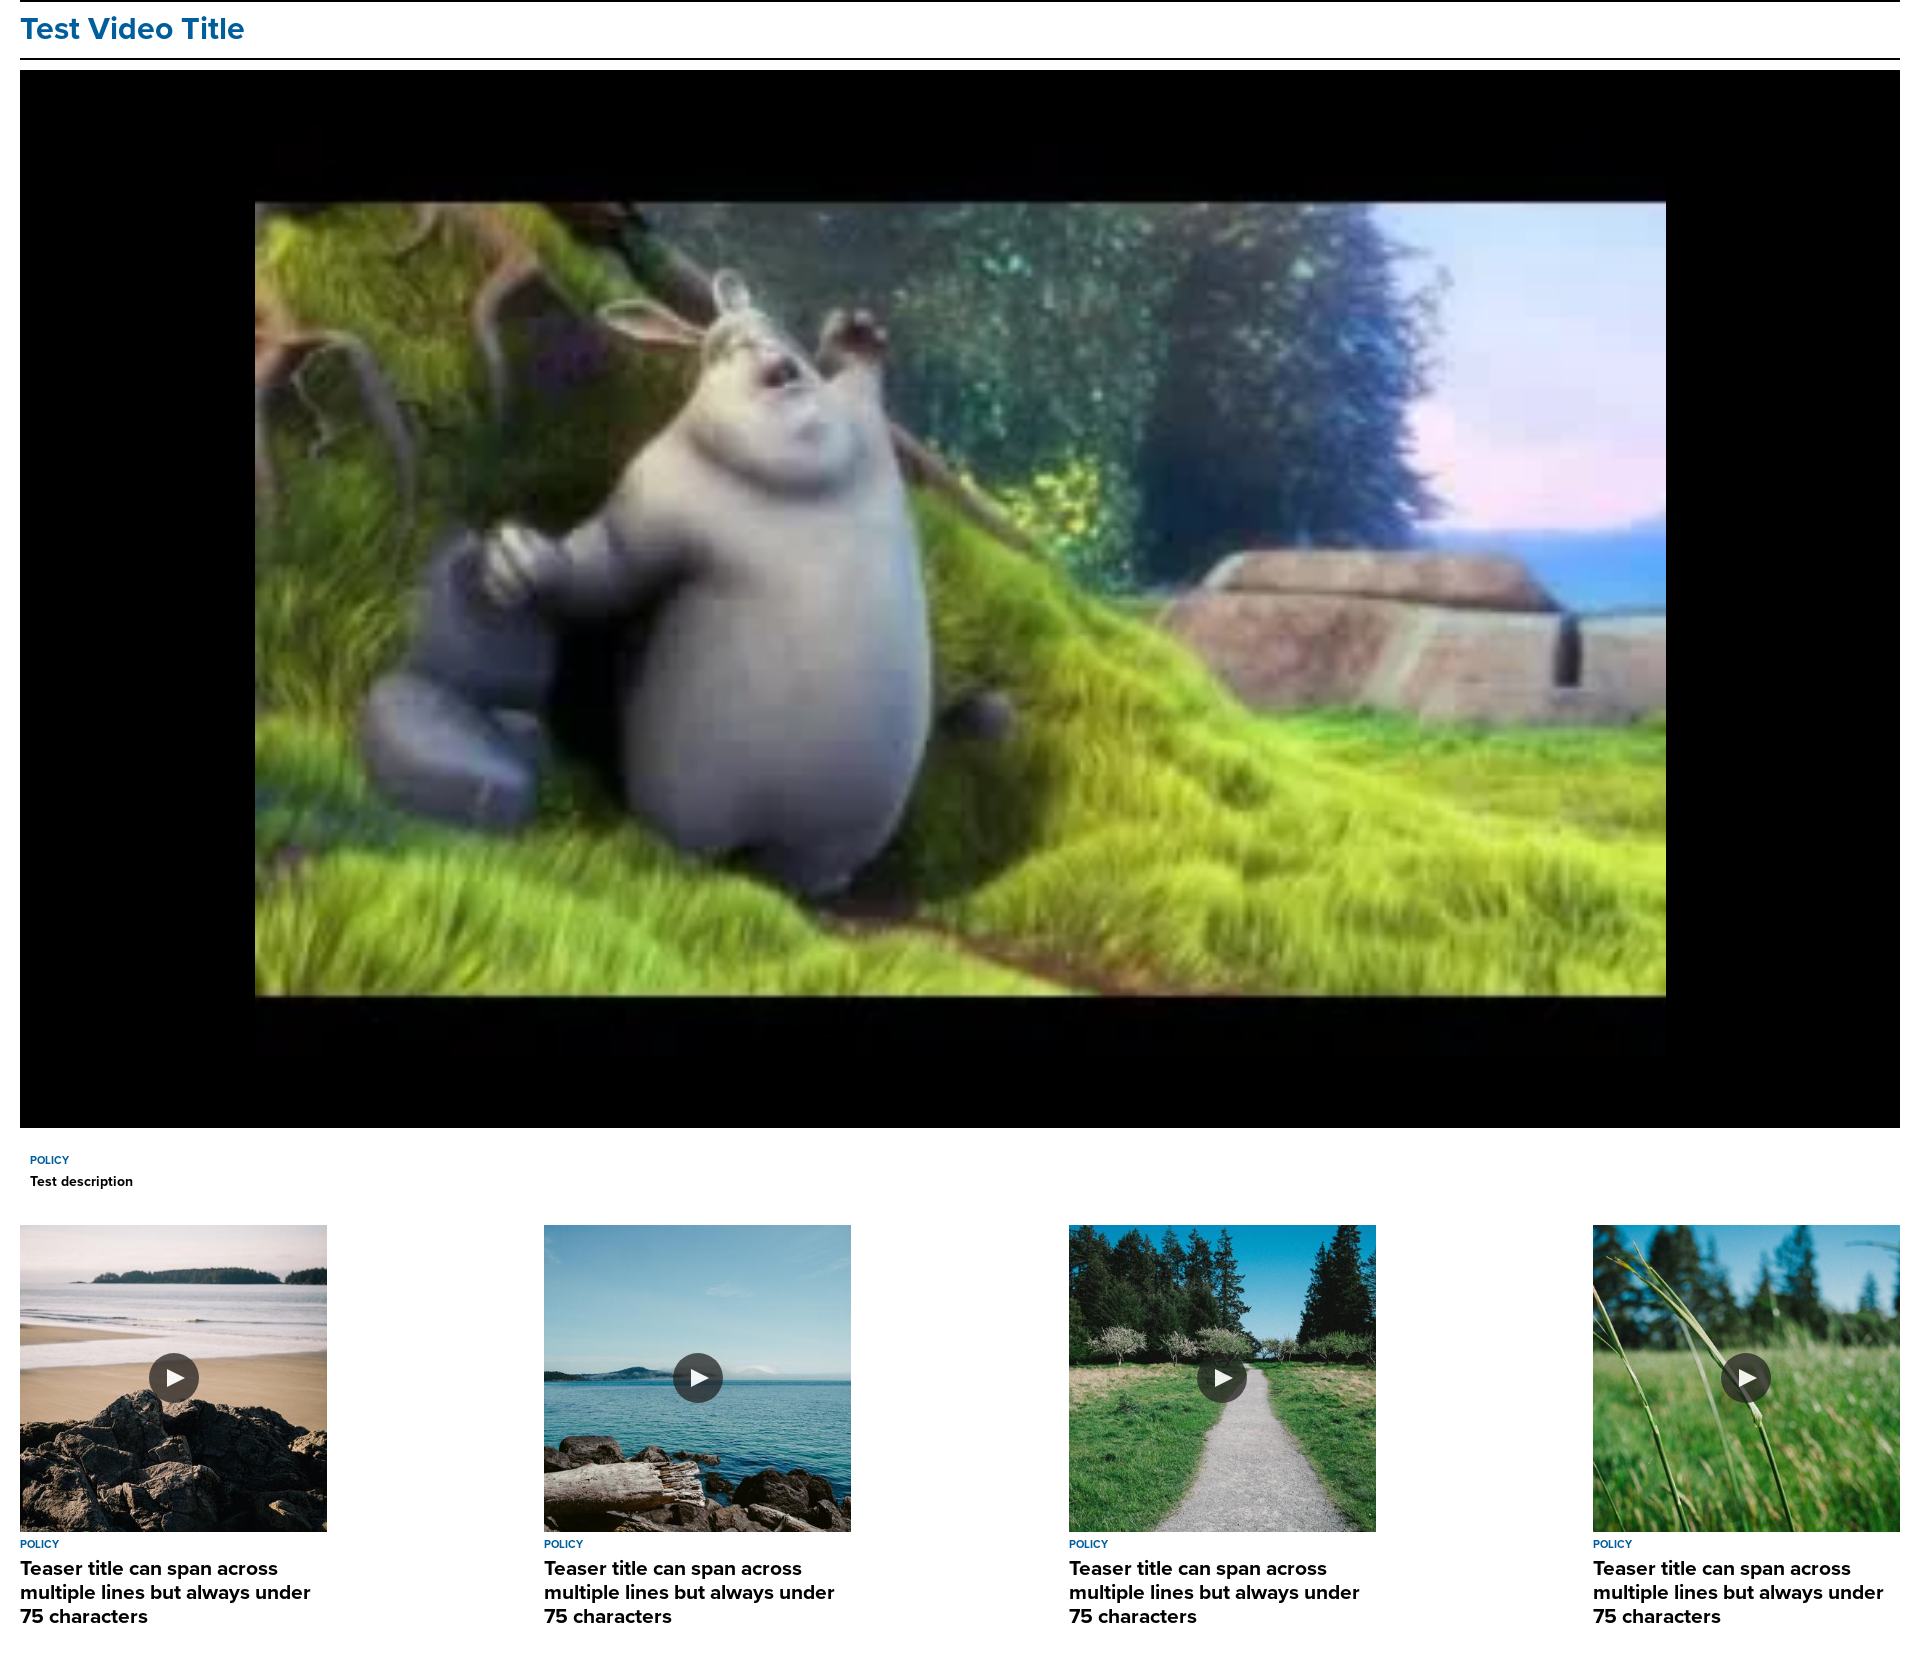 Test Video Title
POLICY
Test description
POLICY
Teaser title can span across
multiple lines but always under
75 characters
POLICY
Teaser title can span across
multiple lines but always under
75 characters
POLICY
Teaser title can span across
multiple lines but always under
75 characters
POLICY
Teaser title can span across
multiple lines but always under
75 characters